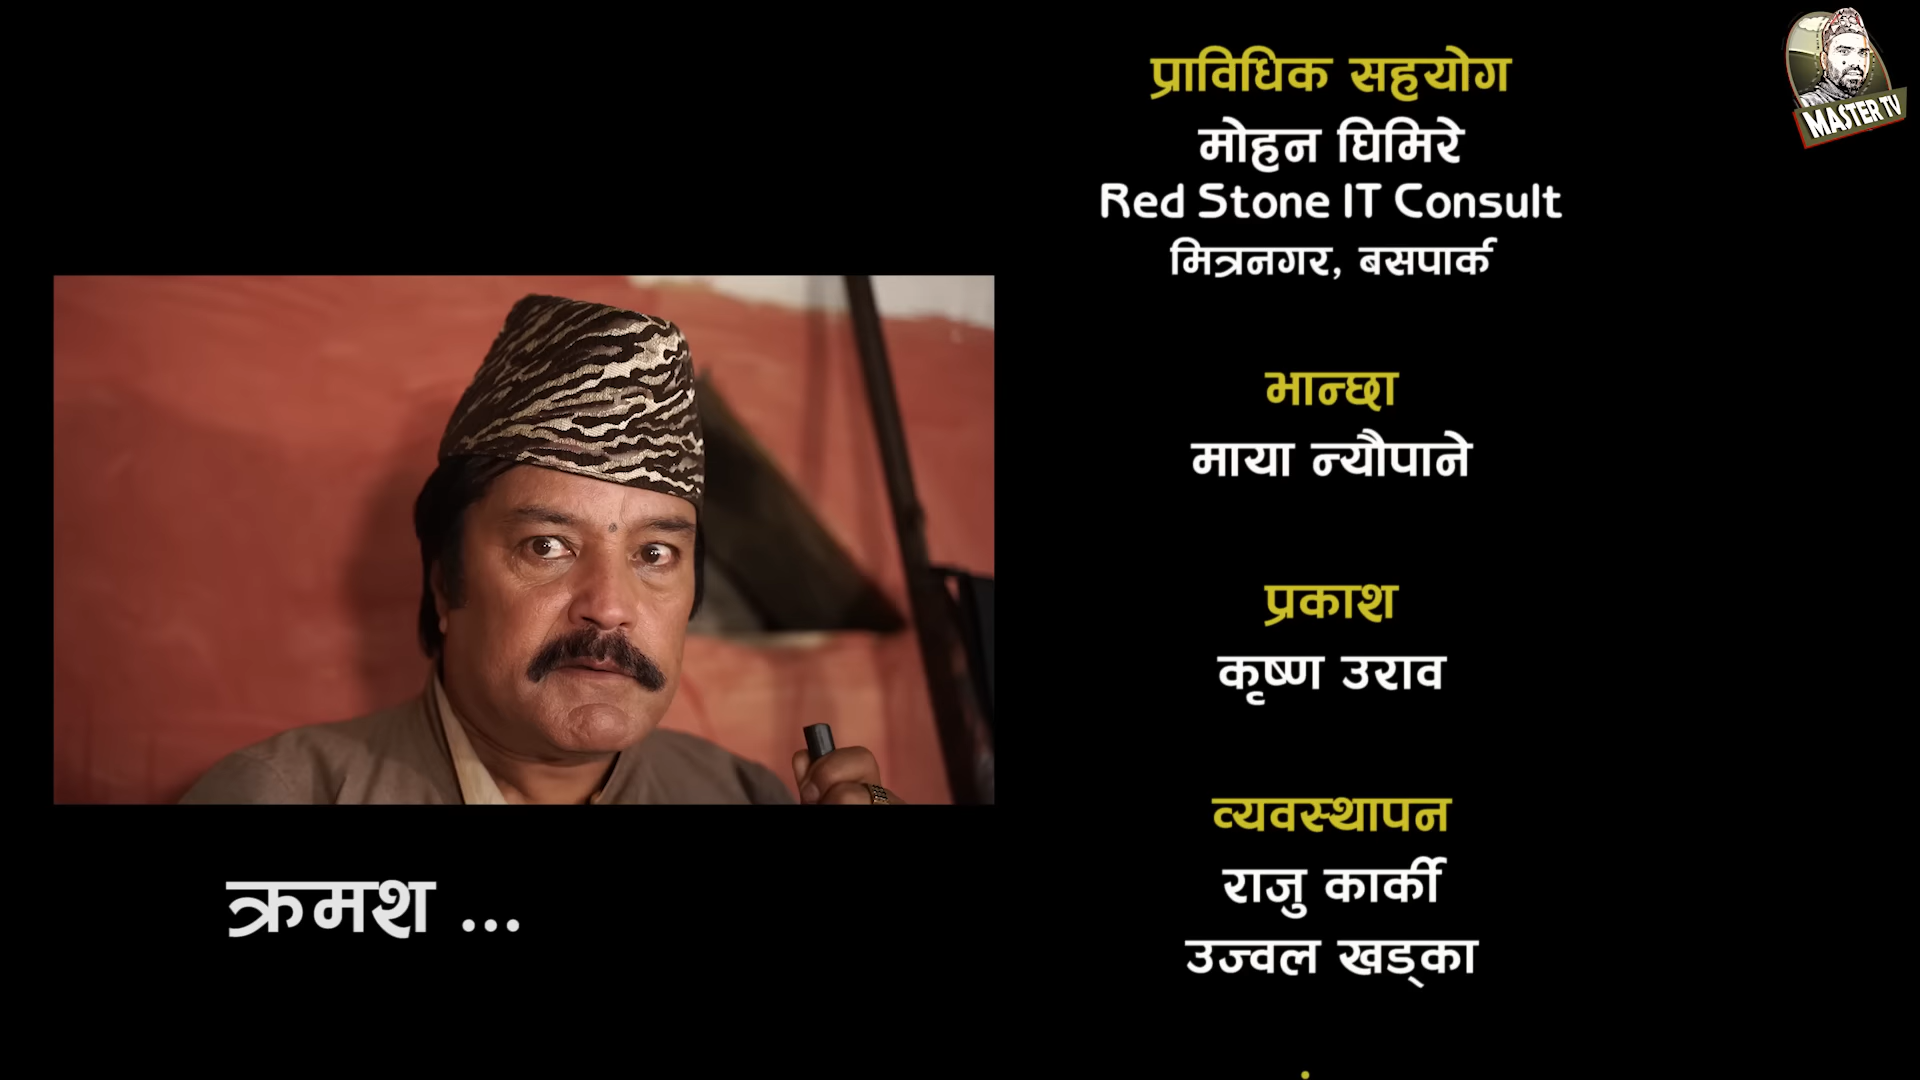 MASTER TV
प्राविधिक सहयोग
मोहन घिमिरे
Red Stone IT Consult
मित्रनगर, बसपार्क
भान्छा
माया न्यौपाने
प्रकाश
कृष्ण उराव
व्यवस्थापन
राजु कार्की
उज्वल खड्का
क्रमश ...